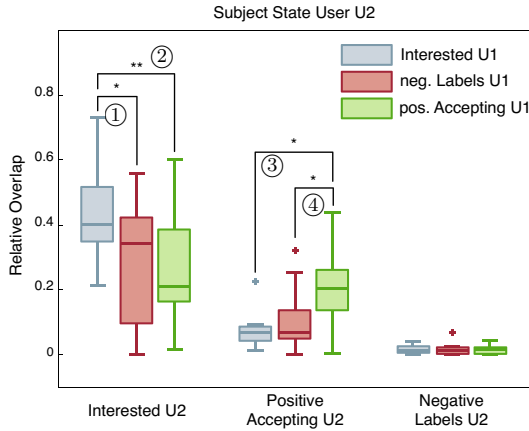 Subject State User U2
Interested U1
neg. Labels U1
pos. Accepting U1
** ②
* ①
* ③
* ④
Relative Overlap
0.8
0.6
0.4
0.2
0
Interested U2
Positive
Accepting U2
Negative
Labels U2